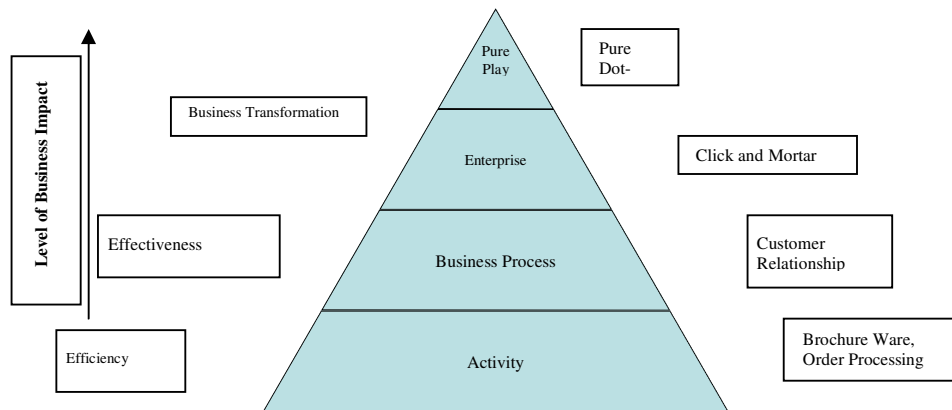 Pure
Play
Pure
Dot-
Level of Business Impact
Business Transformation
Enterprise
Click and Mortar
Effectiveness
Business Process
Customer
Relationship
Efficiency
Activity
Brochure Ware,
Order Processing